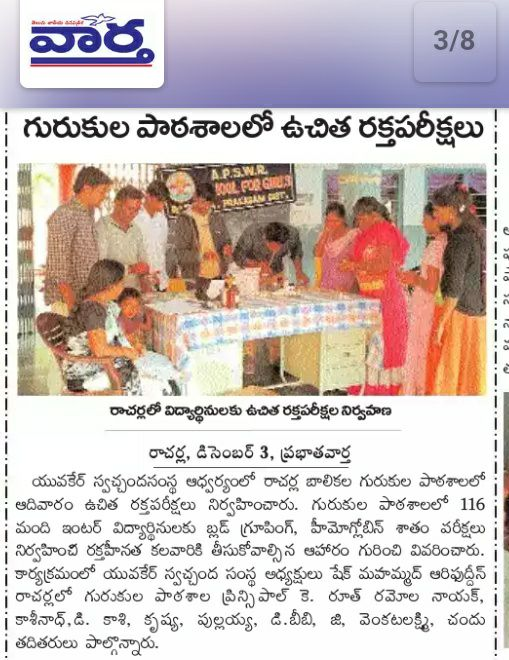 తెలుగు జాతీయ దినపత్రిక
వార్త
3/8
గురుకుల పాఠశాలలో ఉచిత రక్తపరీక్షలు
A.P.S.W.R.
OOL FOR GIRLS
PRAKASAM DIST
రాచర్లలో విద్యార్థినులకు ఉచిత రక్తపరీక్షల నిర్వహణ
రాచర్ల, డిసెంబర్ 3, ప్రభాతవార్త
యువకేర్ స్వచ్చందసంస్థ ఆధ్వర్యంలో రాచర్ల బాలికల గురుకుల పాఠశాలలో
ఆదివారం ఉచిత రక్తపరీక్షలు నిర్వహించారు. గురుకుల పాఠశాలలో 116
మంది ఇంటర్ విద్యార్థినులకు బ్లడ్ గ్రూపింగ్, హీమోగ్లోబిన్ శాతం పరీక్షలు
నిర్వహించి రక్తహీనత కలవారికి తీసుకోవాల్సిన ఆహారం గురించి వివరించారు.
కార్యక్రమంలో యువకేర్ స్వచ్ఛంద సంస్థ అధ్యక్షులు షేక్ మహమ్మద్ ఆరిఫుద్దీన్
రాచర్లలో గురుకుల పాఠశాల ప్రిన్సిపాల్ కె. రూత్ రమోల నాయక్,
కాశీనాధ్,డి. కాశి, కృష్య, పుల్లయ్య, డి.బీబి, జి, వెంకటలక్ష్మి, చందు
తదితరులు పాల్గొన్నారు.